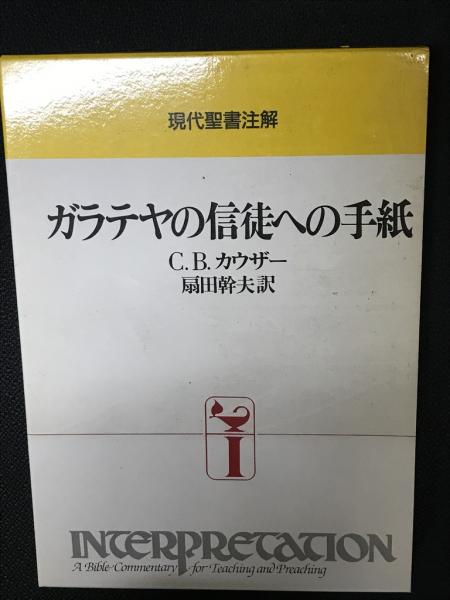 現代聖書注解
ガラテヤの信徒への手紙
C.B.カウザー
扇田幹夫訳
I
INTERPRETATION
A Bible Commentary for Teaching and Preaching